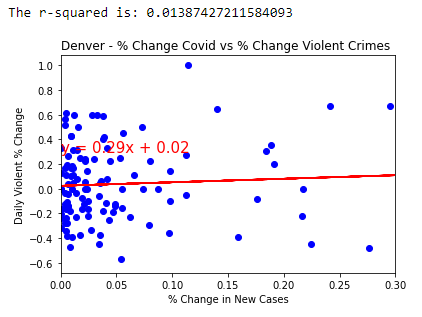 The r-squared is: 0.01387427211584093
Denver - % Change Covid vs % Change Violent Crimes
Daily Violent % Change
1.0
0.8
0.6
0.4
0.2
0.0
−0.2
−0.4
−0.6
y = 0.29x + 0.02
0.00 0.05 0.10 0.15 0.20 0.25 0.30
% Change in New Cases